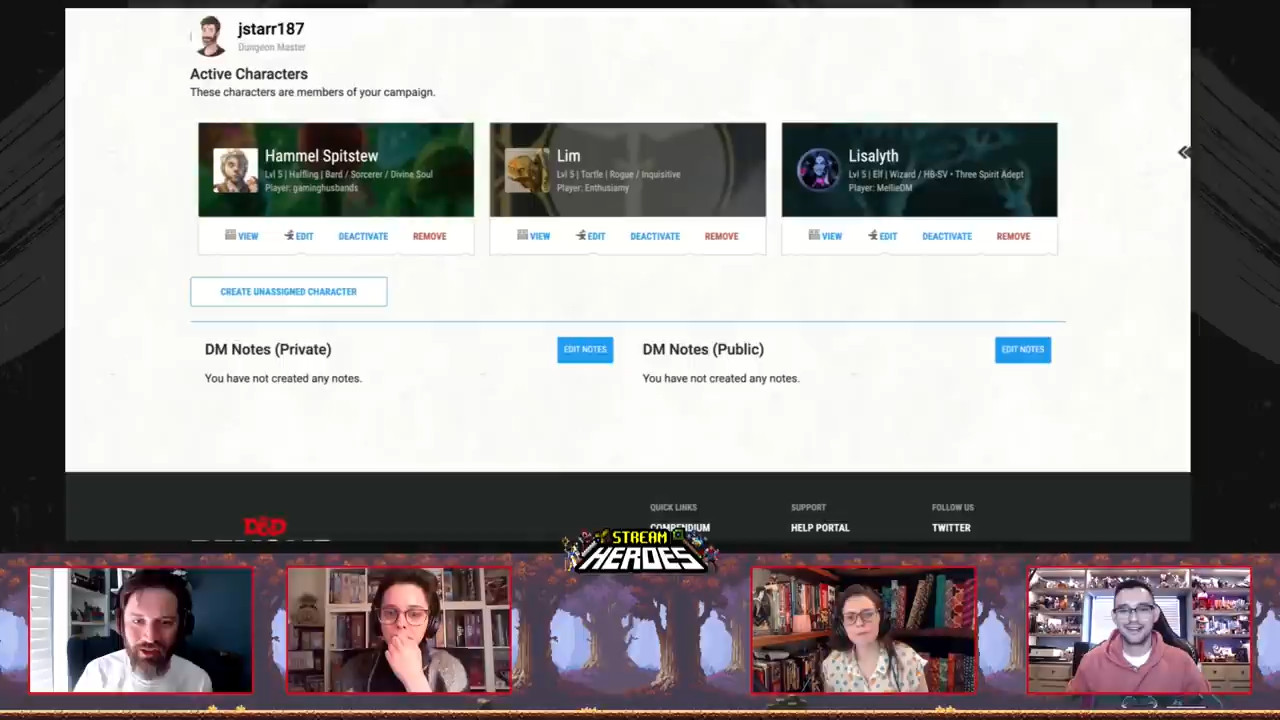 jstarr187
Dungeon Master
Active Characters
These characters are members of your campaign.
Hammel Spitstew
Lvl 5 | Halfling | Bard / Sorcerer / Divine Soul
Player: gaminghusbands
VIEW EDIT DEACTIVATE REMOVE
Lim
Lvl 5 | Tortle | Rogue / Inquisitive
Player: Enthusiamy
VIEW EDIT DEACTIVATE REMOVE
Lisalyth
Lvl 5 | Elf | Wizard / HB-SV • Three Spirit Adept
Player: MellieDM
VIEW EDIT DEACTIVATE REMOVE
CREATE UNASSIGNED CHARACTER
DM Notes (Private)
EDIT NOTES
You have not created any notes.
DM Notes (Public)
EDIT NOTES
You have not created any notes.
D&D
QUICK LINKS
COMPENDIUM
SUPPORT
HELP PORTAL
FOLLOW US
TWITTER
STREAM
HEROES